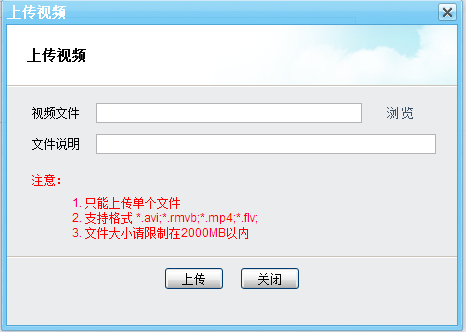 上传视频
上传视频
视频文件 浏览
文件说明
注意：
1. 只能上传单个文件
2. 支持格式 *.avi;*.rmvb;*.mp4;*.flv;
3. 文件大小请限制在2000MB以内
上传 关闭